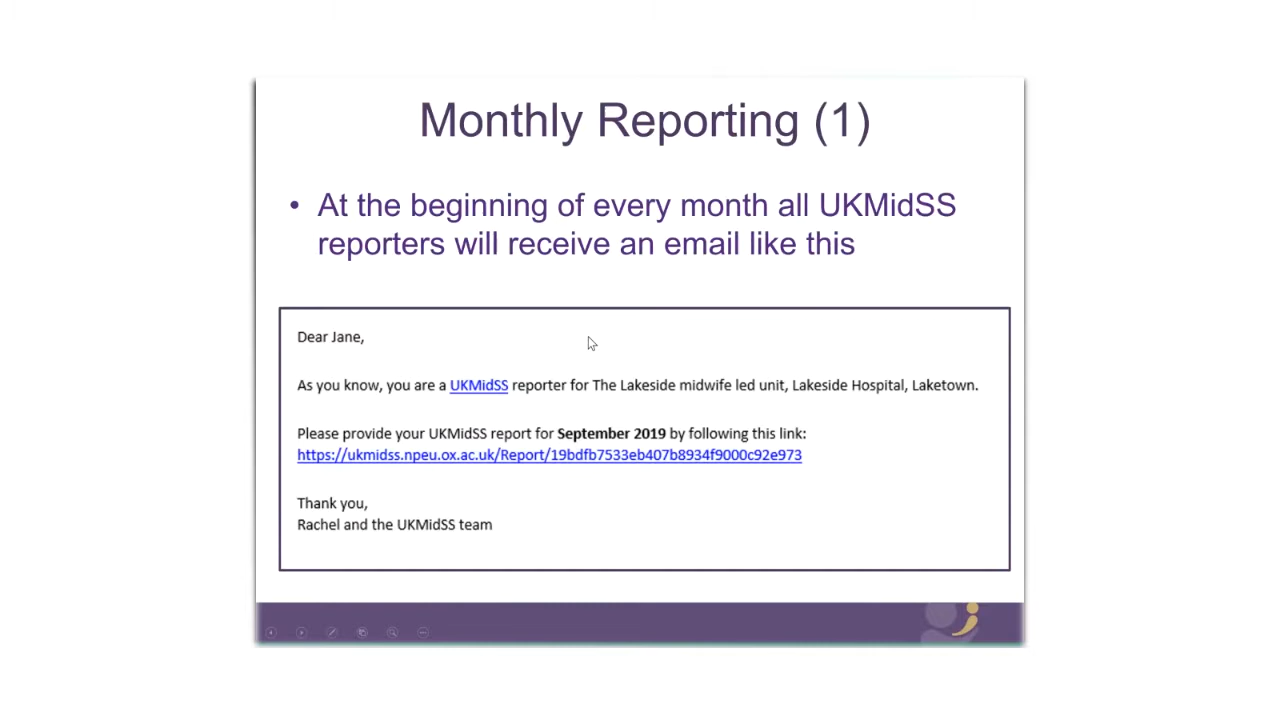 Monthly Reporting (1)
• At the beginning of every month all UKMidSS
reporters will receive an email like this
Dear Jane,
As you know, you are a UKMidSS reporter for The Lakeside midwife led unit, Lakeside Hospital, Laketown.
Please provide your UKMidSS report for September 2019 by following this link:
https://ukmidss.npeu.ox.ac.uk/Report/19bdfb7533eb407b8934f9000c92e973
Thank you,
Rachel and the UKMidSS team